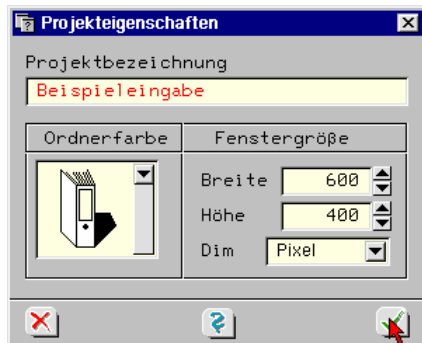 Projekteigenschaften
Projektbezeichnung
Beispieleingabe
Ordnerfarbe
Fenstergröße
Breite 600
Höhe 400
Dim Pixel